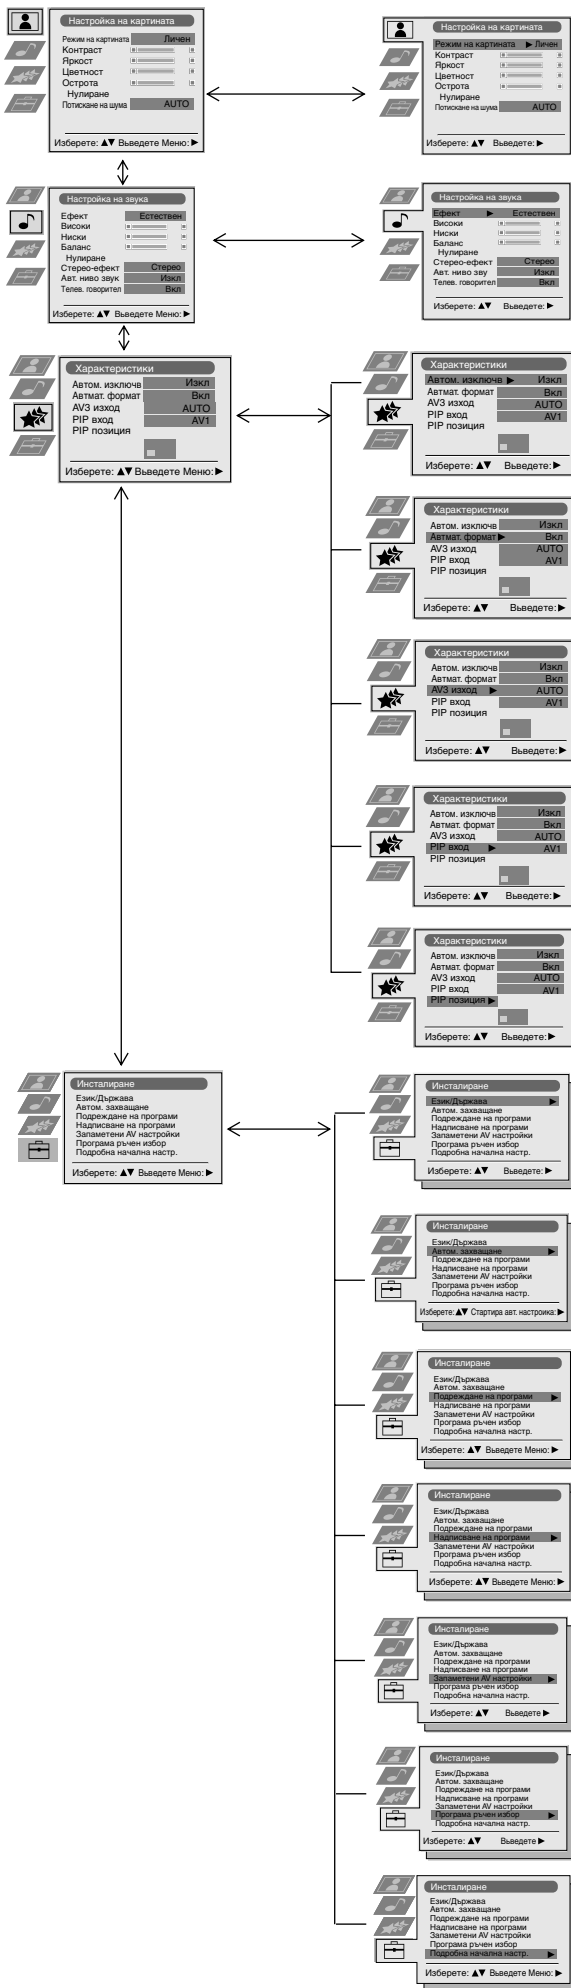 Настройка на картината
Режим на картината Личен
Контраст
Яркост
Цветност
Острота
Нулиране
Потискане на шума AUTO
Изберете: ▲▼ Выведете Меню: ▶
Настройка на картината
Режим на картината ▶ Личен
Контраст
Яркост
Цветност
Острота
Нулиране
Потискане на шума AUTO
Изберете: ▲▼ Выведете: ▶
Настройка на звука
Ефект Естествен
Високи
Ниски
Баланс
Нулиране
Стерео-ефект Стерео
Авт. ниво звук Изкл
Телев. говорител Вкл
Изберете: ▲▼ Выведете Меню: ▶
Настройка на звука
Ефект ▶ Естествен
Високи
Ниски
Баланс
Нулиране
Стерео-ефект Стерео
Авт. ниво зву Изкл
Телев. говорител Вкл
Изберете: ▲▼ Выведете: ▶
Характеристики
Автом. изключв Изкл
Автмат. формат Вкл
AV3 изход AUTO
PIP вход AV1
PIP позиция
Изберете: ▲▼ Выведете Меню: ▶
Характеристики
Автом. изключв ▶ Изкл
Автмат. формат Вкл
AV3 изход AUTO
PIP вход AV1
PIP позиция
Изберете: ▲▼ Выведете: ▶
Характеристики
Автом. изключв Изкл
Автмат. формат ▶ Вкл
AV3 изход AUTO
PIP вход AV1
PIP позиция
Изберете: ▲▼ Выведете: ▶
Характеристики
Автом. изключв Изкл
Автмат. формат Вкл
AV3 изход ▶ AUTO
PIP вход AV1
PIP позиция
Изберете: ▲▼ Выведете: ▶
Характеристики
Автом. изключв Изкл
Автмат. формат Вкл
AV3 изход AUTO
PIP вход ▶ AV1
PIP позиция
Изберете: ▲▼ Выведете: ▶
Характеристики
Автом. изключв Изкл
Автмат. формат Вкл
AV3 изход AUTO
PIP вход AV1
PIP позиция ▶
Изберете: ▲▼ Выведете: ▶
Инсталиране
Език/Държава
Автом. захващане
Подреждане на програми
Надписване на програми
Запаметени AV настройки
Програма ръчен избор
Подробна начална настр.
Изберете: ▲▼ Выведете Меню: ▶
Инсталиране
Език/Държава ▶
Автом. захващане
Подреждане на програми
Надписване на програми
Запаметени AV настройки
Програма ръчен избор
Подробна начална настр.
Изберете: ▲▼ Выведете: ▶
Инсталиране
Език/Държава
Автом. захващане ▶
Подреждане на програми
Надписване на програми
Запаметени AV настройки
Програма ръчен избор
Подробна начална настр.
Изберете: ▲▼ Стартира авт. настроика: ▶
Инсталиране
Език/Държава
Автом. захващане
Подреждане на програми ▶
Надписване на програми
Запаметени AV настройки
Програма ръчен избор
Подробна начална настр.
Изберете: ▲▼ Выведете Меню: ▶
Инсталиране
Език/Държава
Автом. захващане
Подреждане на програми
Надписване на програми ▶
Запаметени AV настройки
Програма ръчен избор
Подробна начална настр.
Изберете: ▲▼ Выведете Меню: ▶
Инсталиране
Език/Държава
Автом. захващане
Подреждане на програми
Надписване на програми
Запаметени AV настройки ▶
Програма ръчен избор
Подробна начална настр.
Изберете: ▲▼ Выведете ▶
Инсталиране
Език/Държава
Автом. захващане
Подреждане на програми
Надписване на програми
Запаметени AV настройки
Програма ръчен избор ▶
Подробна начална настр.
Изберете: ▲▼ Выведете ▶
Инсталиране
Език/Държава
Автом. захващане
Подреждане на програми
Надписване на програми
Запаметени AV настройки
Програма ръчен избор
Подробна начална настр. ▶
Изберете: ▲▼ Выведете Меню: ▶